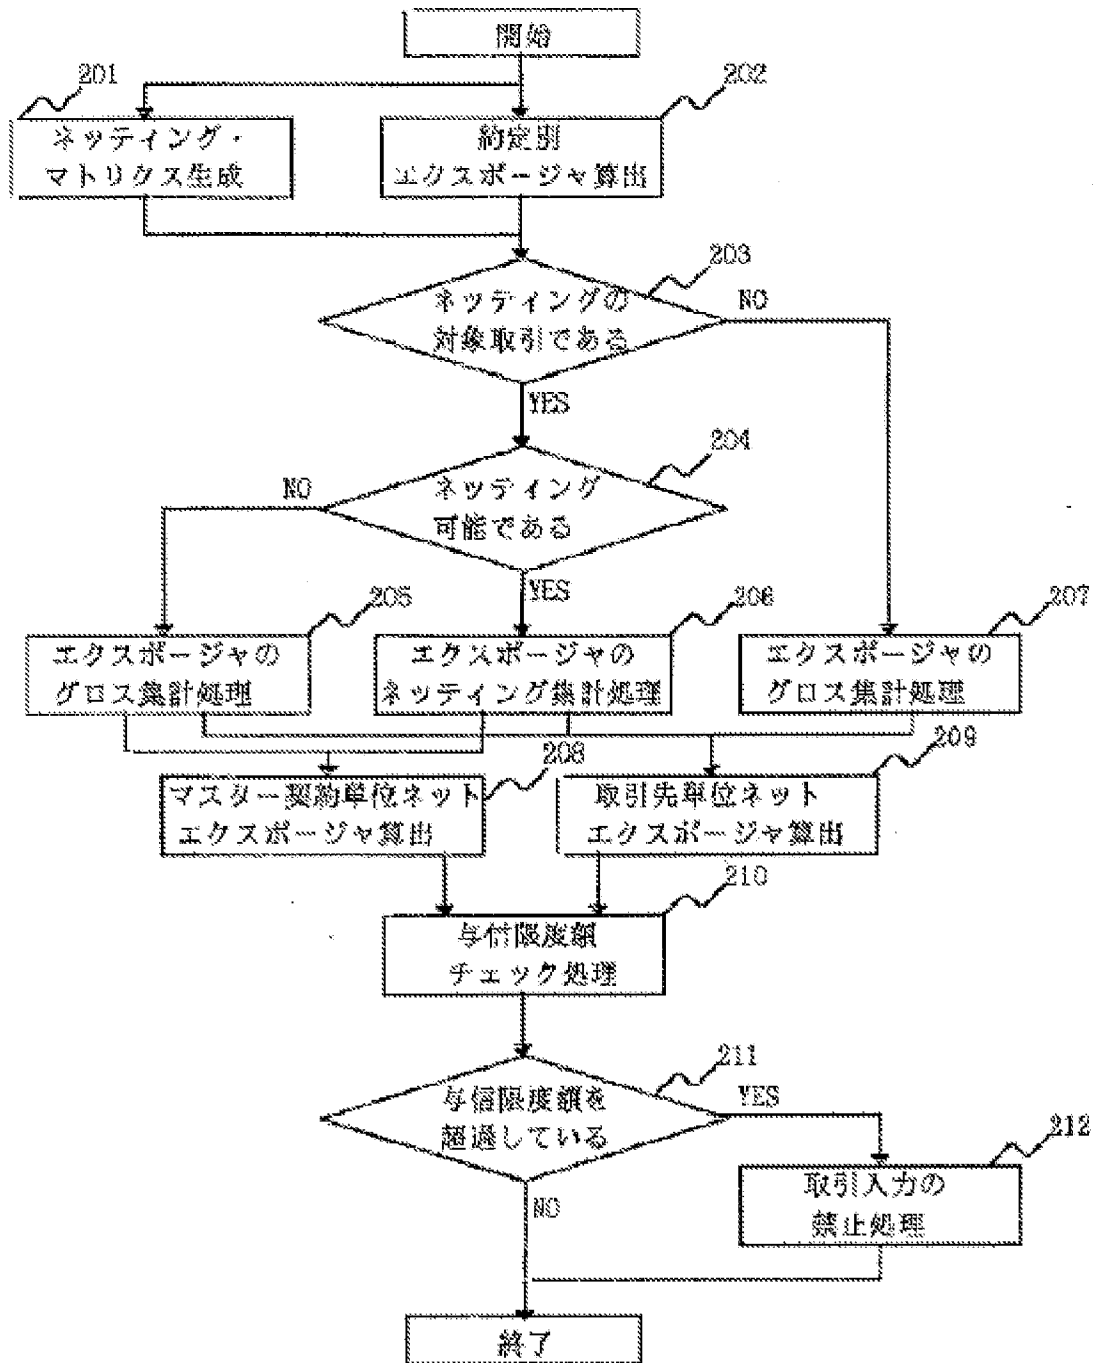 開始
201
202
ネッティング・
マトリクス生成
約定別
エクスポージャ算出
203
ネッティングの
対象取引である
NO
YES
204
ネッティング
可能である
NO
YES
205
206
207
エクスポージャの
グロス集計処理
エクスポージャの
ネッティング集計処理
エクスポージャの
グロス集計処理
208
209
マスター契約単位ネット
エクスポージャ算出
取引先単位ネット
エクスポージャ算出
210
与信限度額
チェック処理
211
与信限度額を
超過している
YES
NO
212
取引入力の
禁止処理
終了